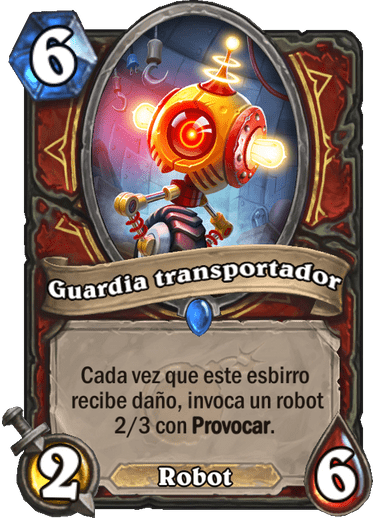 6
Guardia transportador
Cada vez que este esbirro
recibe daño, invoca un robot
2/3 con Provocar.
2
Robot
6